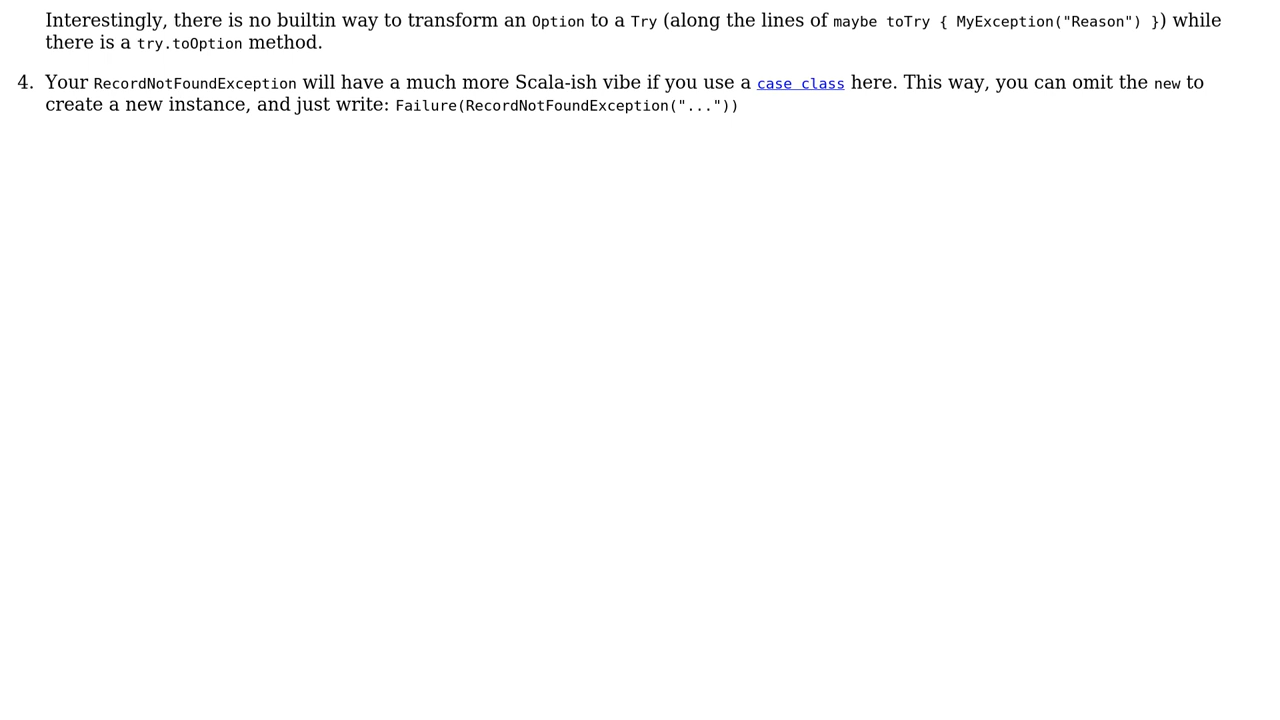 Interestingly, there is no builtin way to transform an Option to a Try (along the lines of maybe toTry { MyException("Reason") }) while
there is a try.toOption method.
4. Your RecordNotFoundException will have a much more Scala-ish vibe if you use a case class here. This way, you can omit the new to
create a new instance, and just write: Failure(RecordNotFoundException("..."))